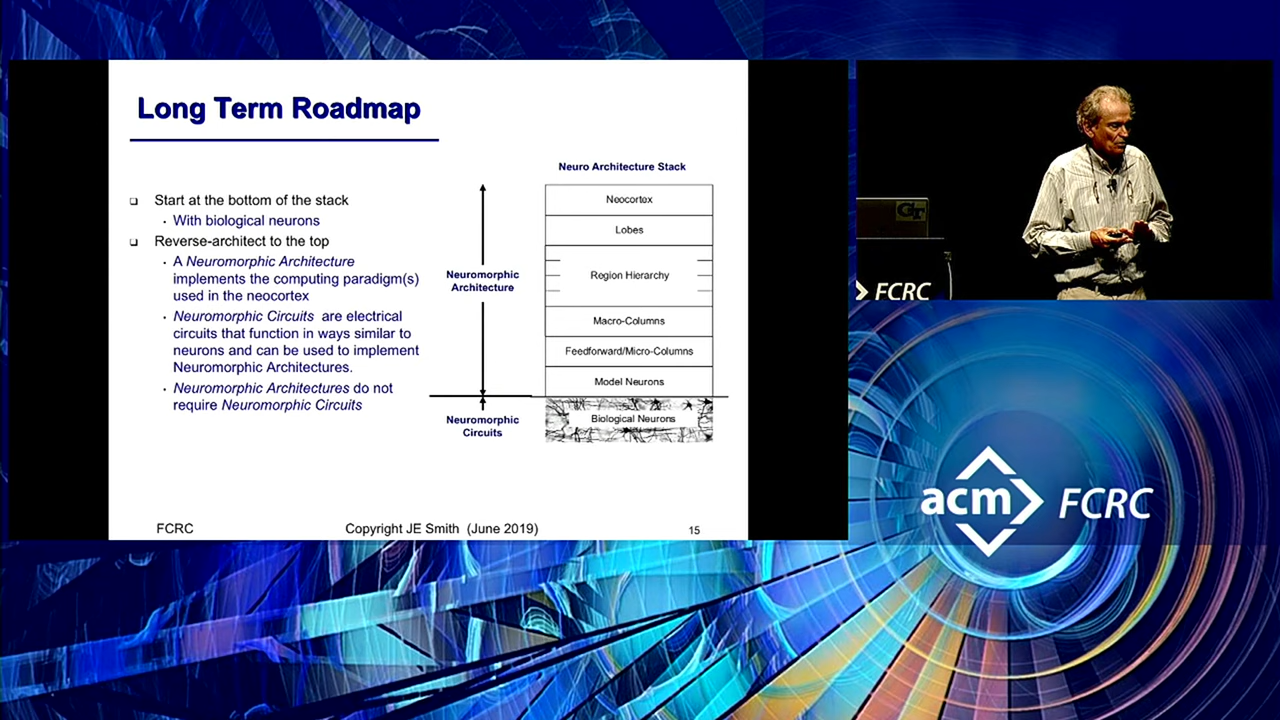 Long Term Roadmap
Neuro Architecture Stack
❑ Start at the bottom of the stack
• With biological neurons
❑ Reverse-architect to the top
• A Neuromorphic Architecture
implements the computing paradigm(s)
used in the neocortex
• Neuromorphic Circuits are electrical
circuits that function in ways similar to
neurons and can be used to implement
Neuromorphic Architectures.
• Neuromorphic Architectures do not
require Neuromorphic Circuits
Neuromorphic
Architecture
Neuromorphic
Circuits
Neocortex
Lobes
Region Hierarchy
Macro-Columns
Feedforward/Micro-Columns
Model Neurons
Biological Neurons
FCRC
Copyright JE Smith (June 2019)
15
GT
FCRC
acm FCRC